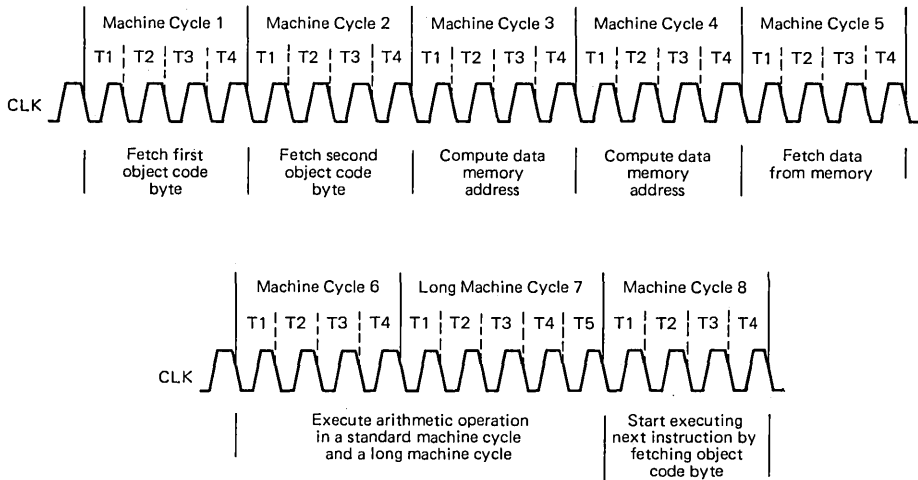 Machine Cycle 1 Machine Cycle 2 Machine Cycle 3 Machine Cycle 4 Machine Cycle 5
T1 T2 T3 T4 T1 T2 T3 T4 T1 T2 T3 T4 T1 T2 T3 T4 T1 T2 T3 T4
CLK
Fetch first
object code
byte
Fetch second
object code
byte
Compute data
memory
address
Compute data
memory
address
Fetch data
from memory
Machine Cycle 6 Long Machine Cycle 7 Machine Cycle 8
T1 T2 T3 T4 T1 T2 T3 T4 T5 T1 T2 T3 T4
CLK
Execute arithmetic operation
in a standard machine cycle
and a long machine cycle
Start executing
next instruction by
fetching object
code byte